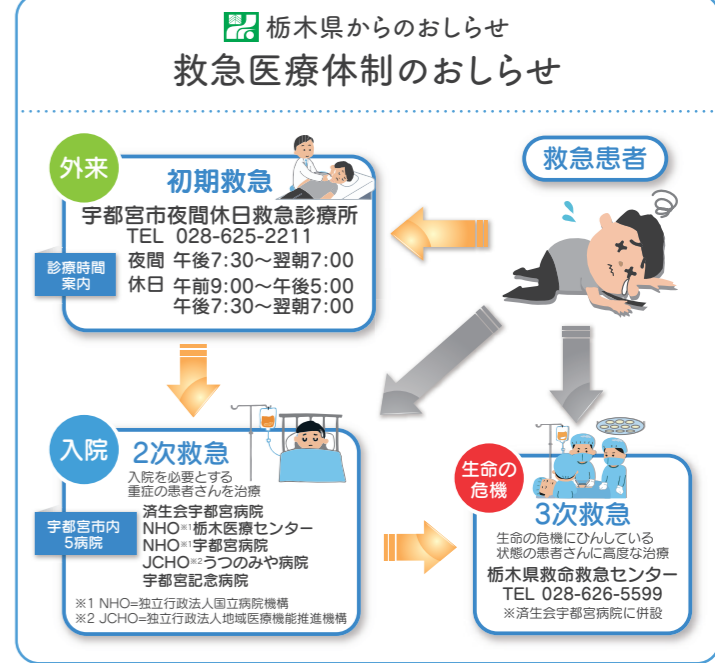 栃木県からのおしらせ
救急医療体制のおしらせ
救急患者
外来
初期救急
宇都宮市夜間休日救急診療所
TEL 028-625-2211
診療時間
案内
夜間 午後7:30～翌朝7:00
休日 午前9:00～午後5:00
午後7:30～翌朝7:00
入院
2次救急
入院を必要とする
重症の患者さんを治療
宇都宮市内
5病院
済生会宇都宮病院
NHO※1栃木医療センター
NHO※1宇都宮病院
JCHO※2うつのみや病院
宇都宮記念病院
※1 NHO=独立行政法人国立病院機構
※2 JCHO=独立行政法人地域医療機能推進機構
生命の
危機
3次救急
生命の危機にひんしている
状態の患者さんに高度な治療
栃木県救命救急センター
TEL 028-626-5599
※済生会宇都宮病院に併設